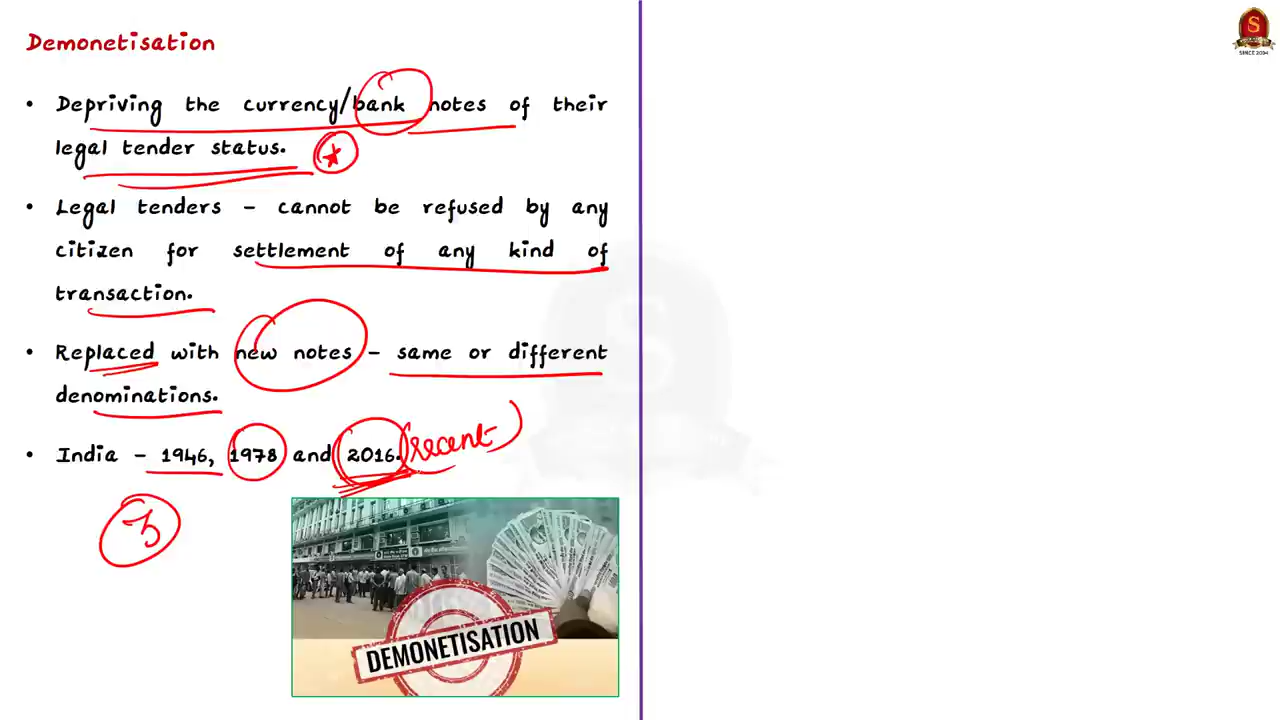 Demonetisation
• Depriving the currency/bank notes of their
legal tender status.
• Legal tenders – cannot be refused by any
citizen for settlement of any kind of
transaction.
• Replaced with new notes – same or different
denominations.
• India – 1946, 1978 and 2016. (recent)
3
DEMONETISATION
S
SINCE 2004